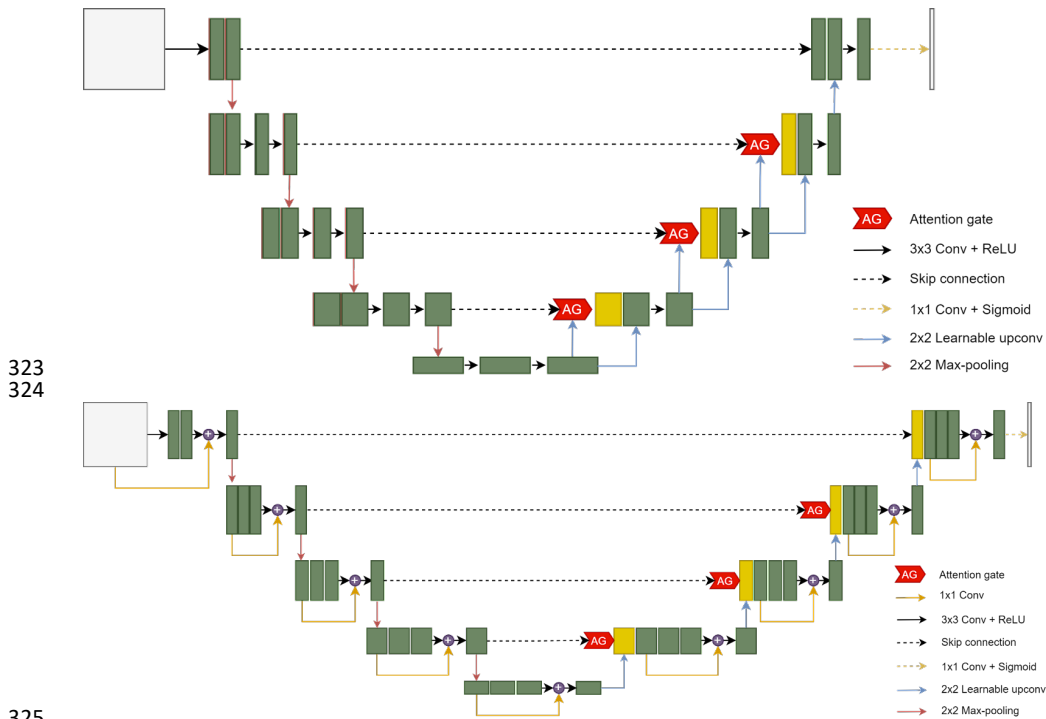 AG
AG
AG
AG Attention gate
3x3 Conv + ReLU
Skip connection
1x1 Conv + Sigmoid
2x2 Learnable upconv
2x2 Max-pooling
323
324
+
+
AG
+
+
AG
+
+
AG Attention gate
1x1 Conv
3x3 Conv + ReLU
+
AG
+
Skip connection
1x1 Conv + Sigmoid
+
2x2 Learnable upconv
2x2 Max-pooling
325